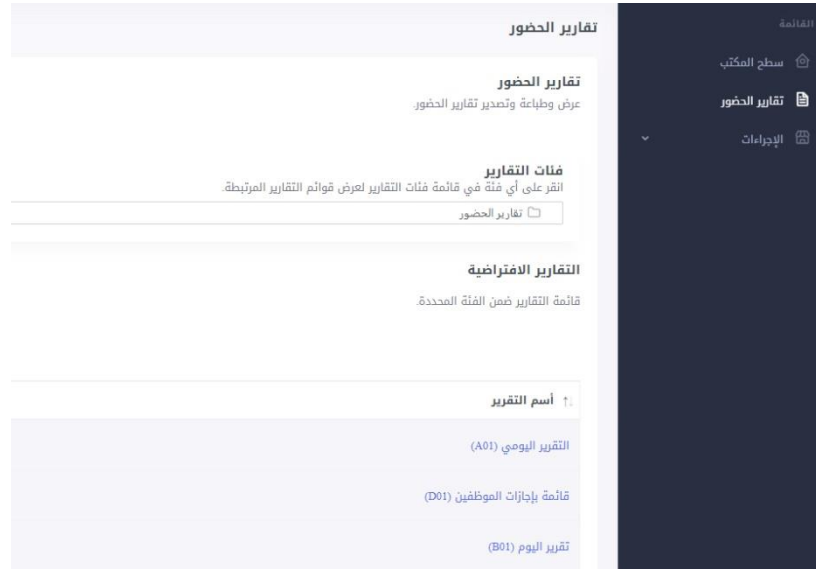 القائمة
سطح المكتب
تقارير الحضور
الإجراءات
تقارير الحضور
تقارير الحضور
عرض وطباعة وتصدير تقارير الحضور.
فئات التقارير
انقر على أي فئة في قائمة فئات التقارير لعرض قوائم التقارير المرتبطة.
تقارير الحضور
التقارير الافتراضية
قائمة التقارير ضمن الفئة المحددة.
أسم التقرير
التقرير اليومي (A01)
قائمة بإجازات الموظفين (D01)
تقرير اليوم (B01)